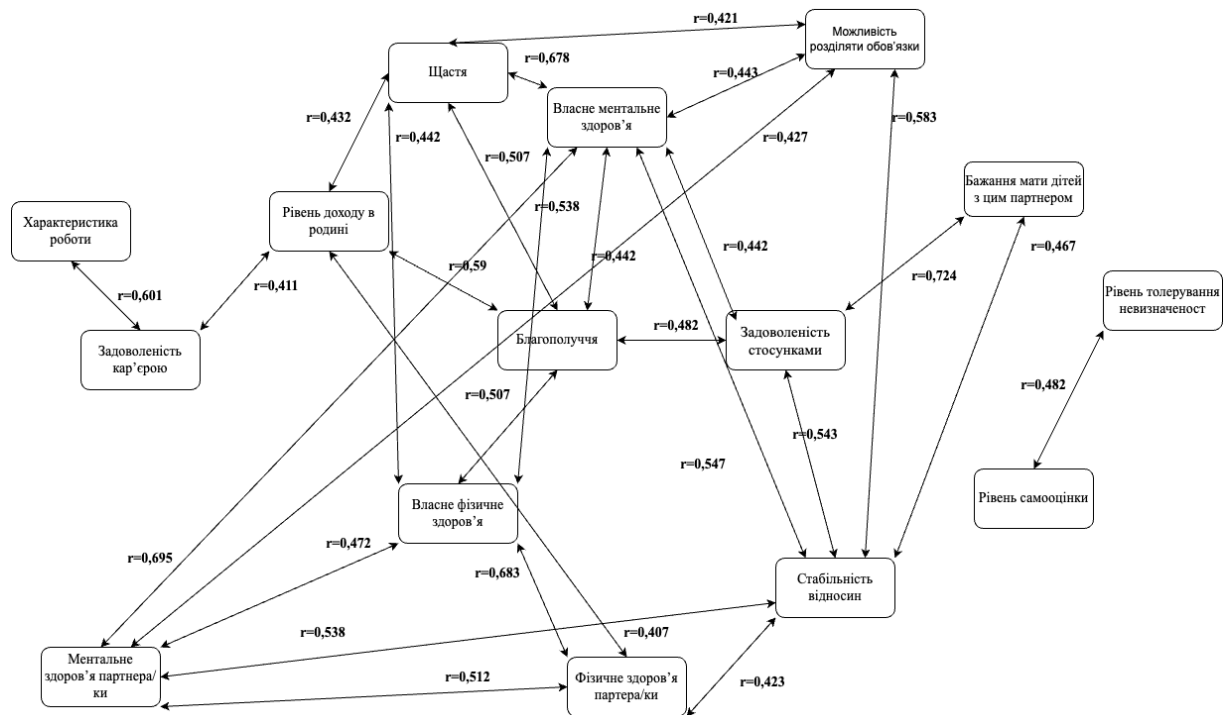 r=0,421
Можливість
розділяти обов'язки
Щастя
r=0,678
r=0,443
Власне ментальне
здоров'я
r=0,432
r=0,442
r=0,583
r=0,427
r=0,507
Бажання мати дітей
з цим партнером
Характеристика
роботи
Рівень доходу в
родині
r=0,538
r=0,442
r=0,467
r=0,442
r=0,59
r=0,724
r=0,601
r=0,411
Рівень толерування
невизначеност
Задоволеність
кар'єрою
Благополуччя
r=0,482
Задоволеність
стосунками
r=0,482
r=0,507
r=0,543
r=0,547
Власне фізичне
здоров'я
Рівень самооцінки
r=0,695
r=0,472
r=0,683
Стабільність
відносин
r=0,538
r=0,407
Ментальне
здоров'я партнера/
ки
r=0,512
Фізичне здоров'я
партера/ки
r=0,423